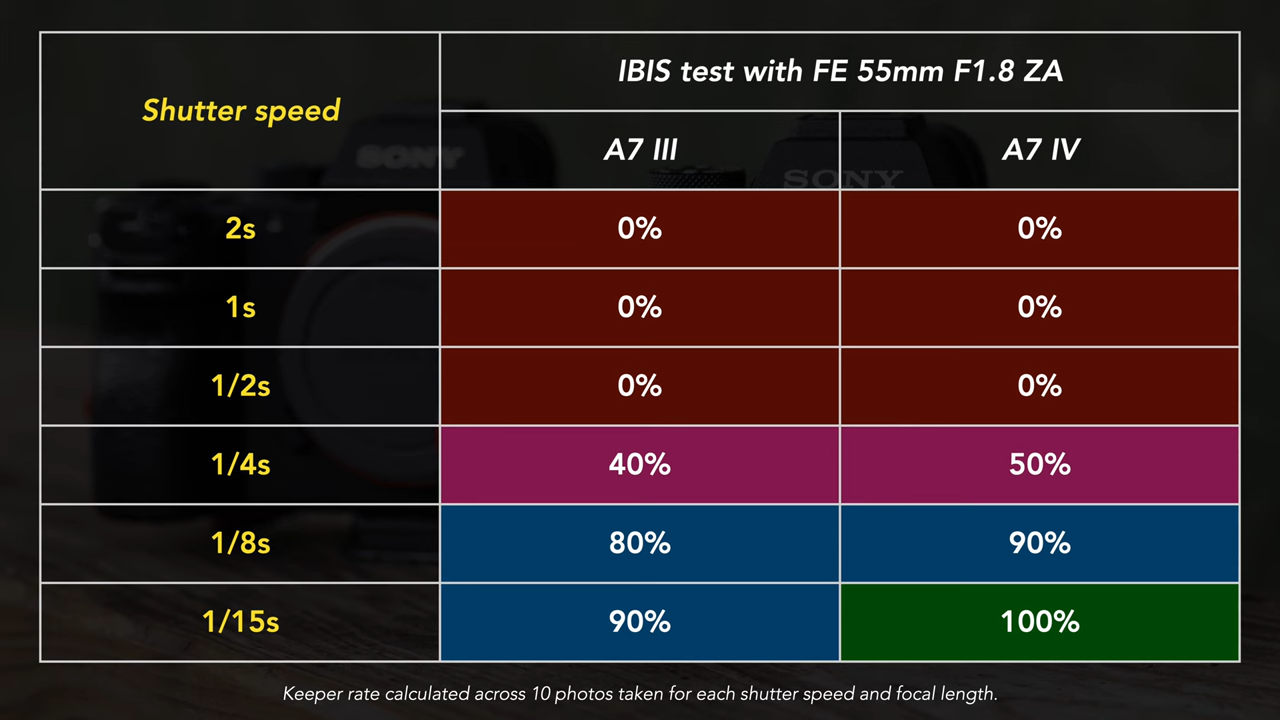 IBIS test with FE 55mm F1.8 ZA
Shutter speed
A7 III
A7 IV
SONY
SONY
2s
0%
0%
1s
0%
0%
1/2s
0%
0%
1/4s
40%
50%
1/8s
80%
90%
1/15s
90%
100%
Keeper rate calculated across 10 photos taken for each shutter speed and focal length.